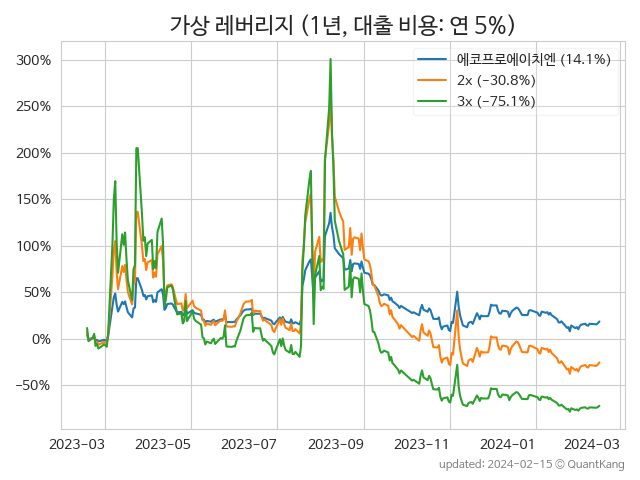 가상 레버리지 (1년, 대출 비용: 연 5%)
에코프로에이치엔 (14.1%)
2x (−30.8%)
3x (−75.1%)
300%
250%
200%
150%
100%
50%
0%
−50%
2023-03 2023-05 2023-07 2023-09 2023-11 2024-01 2024-03
updated: 2024-02-15 © QuantKang